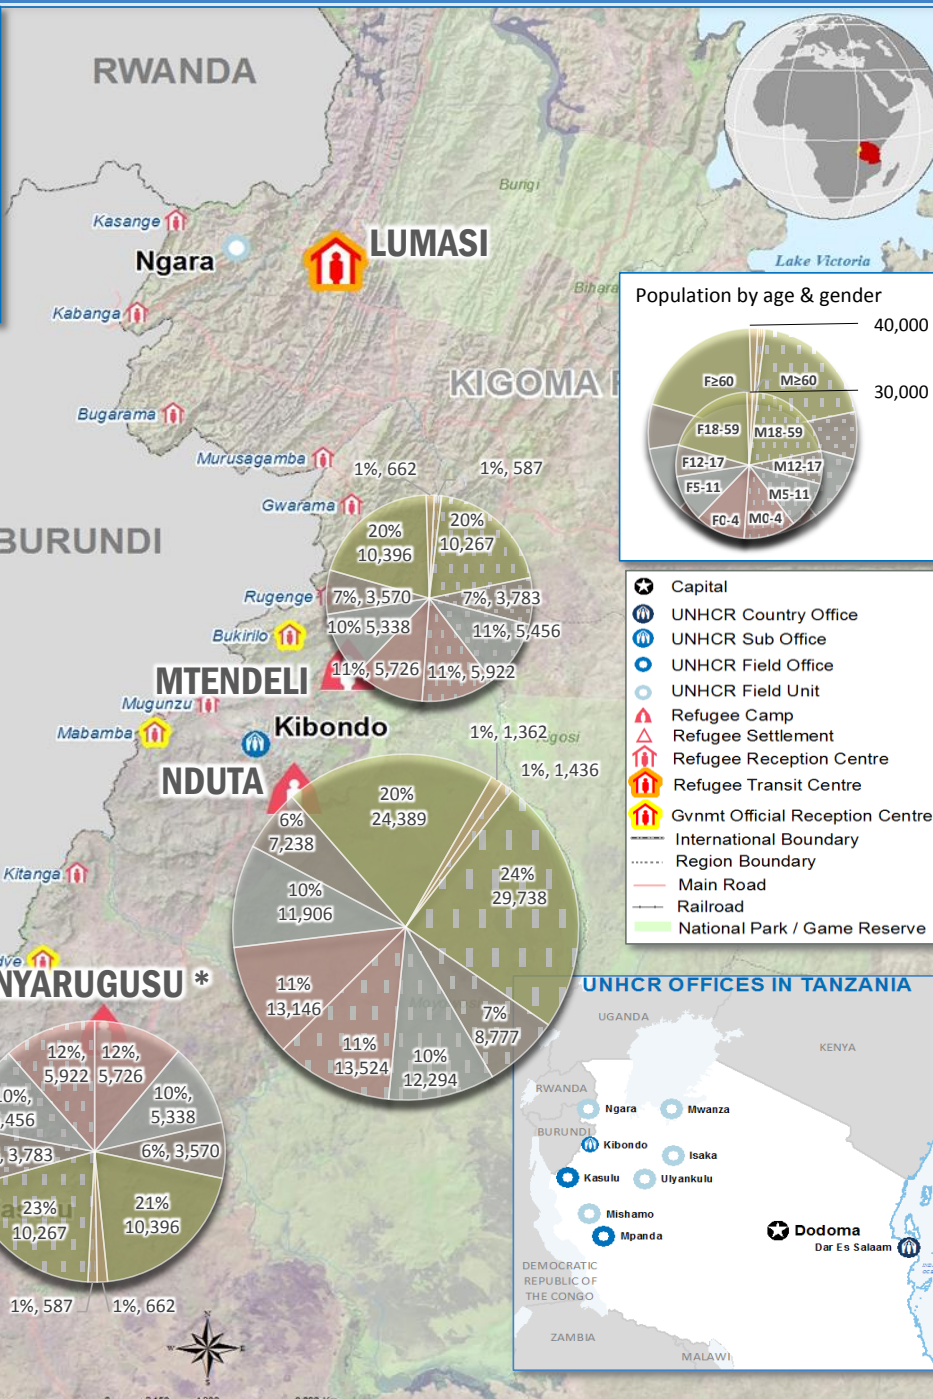 RWANDA
Bungi
Kasange
LUMASI
Ngara
Lake Victoria
Kabanga
Population by age & gender
40,000
F≥60
M≥60
30,000
F18-59
M18-59
F12-17
M12-17
F5-11
M5-11
F0-4
M0-4
KIGOMA
Bugarama
Murusagamba
1%, 662
1%, 587
Gwarama
20%
10,396
20%
10,267
BURUNDI
7%, 3,570
7%, 3,783
Rugenge
10% 5,338
11%, 5,456
Bukirilo
11%, 5,726
11%, 5,922
MTENDELI
Mugunzu
Mabamba
Kibondo
Capital
UNHCR Country Office
UNHCR Sub Office
UNHCR Field Office
UNHCR Field Unit
Refugee Camp
Refugee Settlement
Refugee Reception Centre
Refugee Transit Centre
Gvnmt Official Reception Centre
International Boundary
Region Boundary
Main Road
Railroad
National Park / Game Reserve
1%, 1,362
1%, 1,436
NDUTA
20%
24,389
6%
7,238
24%
29,738
10%
11,906
Kitanga
11%
13,146
11%
13,524
10%
12,294
7%
8,777
NYARUGUSU *
12%,
5,922
12%,
5,726
10%,
5,338
3,783
6%, 3,570
23%
10,267
21%
10,396
1%, 587
1%, 662
N
W
E
S
UNHCR OFFICES IN TANZANIA
UGANDA
KENYA
RWANDA
Ngara
Mwanza
BURUNDI
Kibondo
Isaka
Kasulu
Ulyankulu
Mishamo
Mpanda
Dodoma
Dar Es Salaam
DEMOCRATIC
REPUBLIC OF
THE CONGO
ZAMBIA
MALAWI